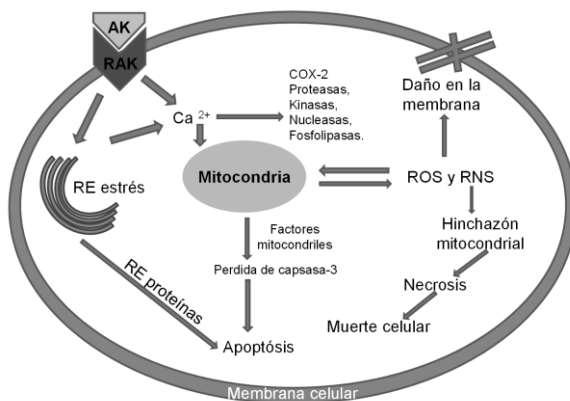 AK
RAK
Ca 2+
COX-2
Proteasas,
Kinasas,
Nucleasas,
Fosfolipasas.
Daño en la
membrana
RE estrés
Mitocondria
ROS y RNS
Factores
mitocondriles
Hinchazón
mitocondrial
Perdida de capsasa-3
Necrosis
RE proteínas
Muerte celular
Apoptósis
Membrana celular